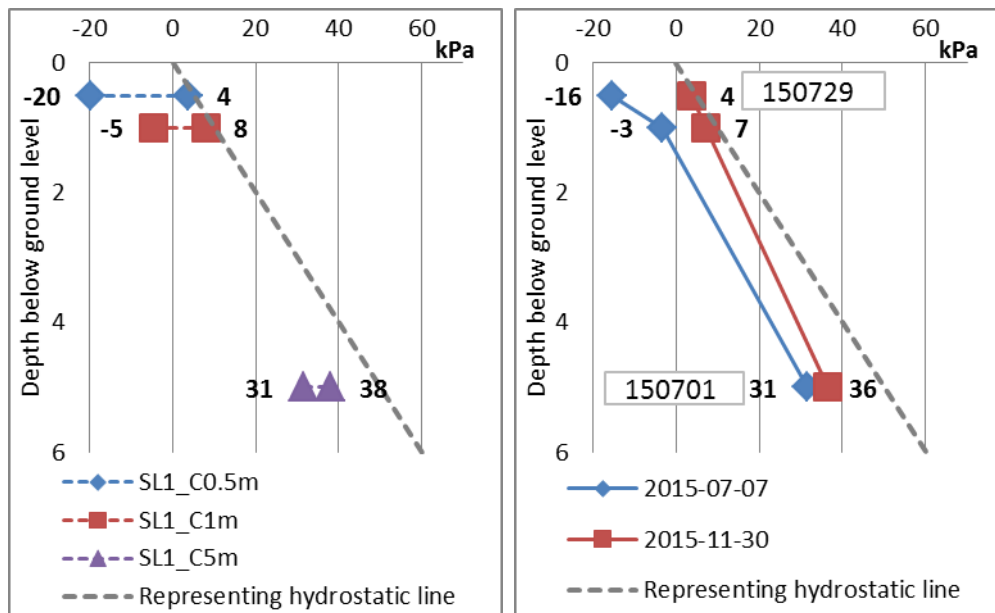 -20 0 20 40 60
kPa
0
-20 4
-5 8
2
4
31 38
6
Depth below ground level
SL1_C0.5m
SL1_C1m
SL1_C5m
Representing hydrostatic line
-20 0 20 40 60
kPa
0
-16 4 150729
-3 7
2
4
150701 31 36
6
Depth below ground level
2015-07-07
2015-11-30
Representing hydrostatic line